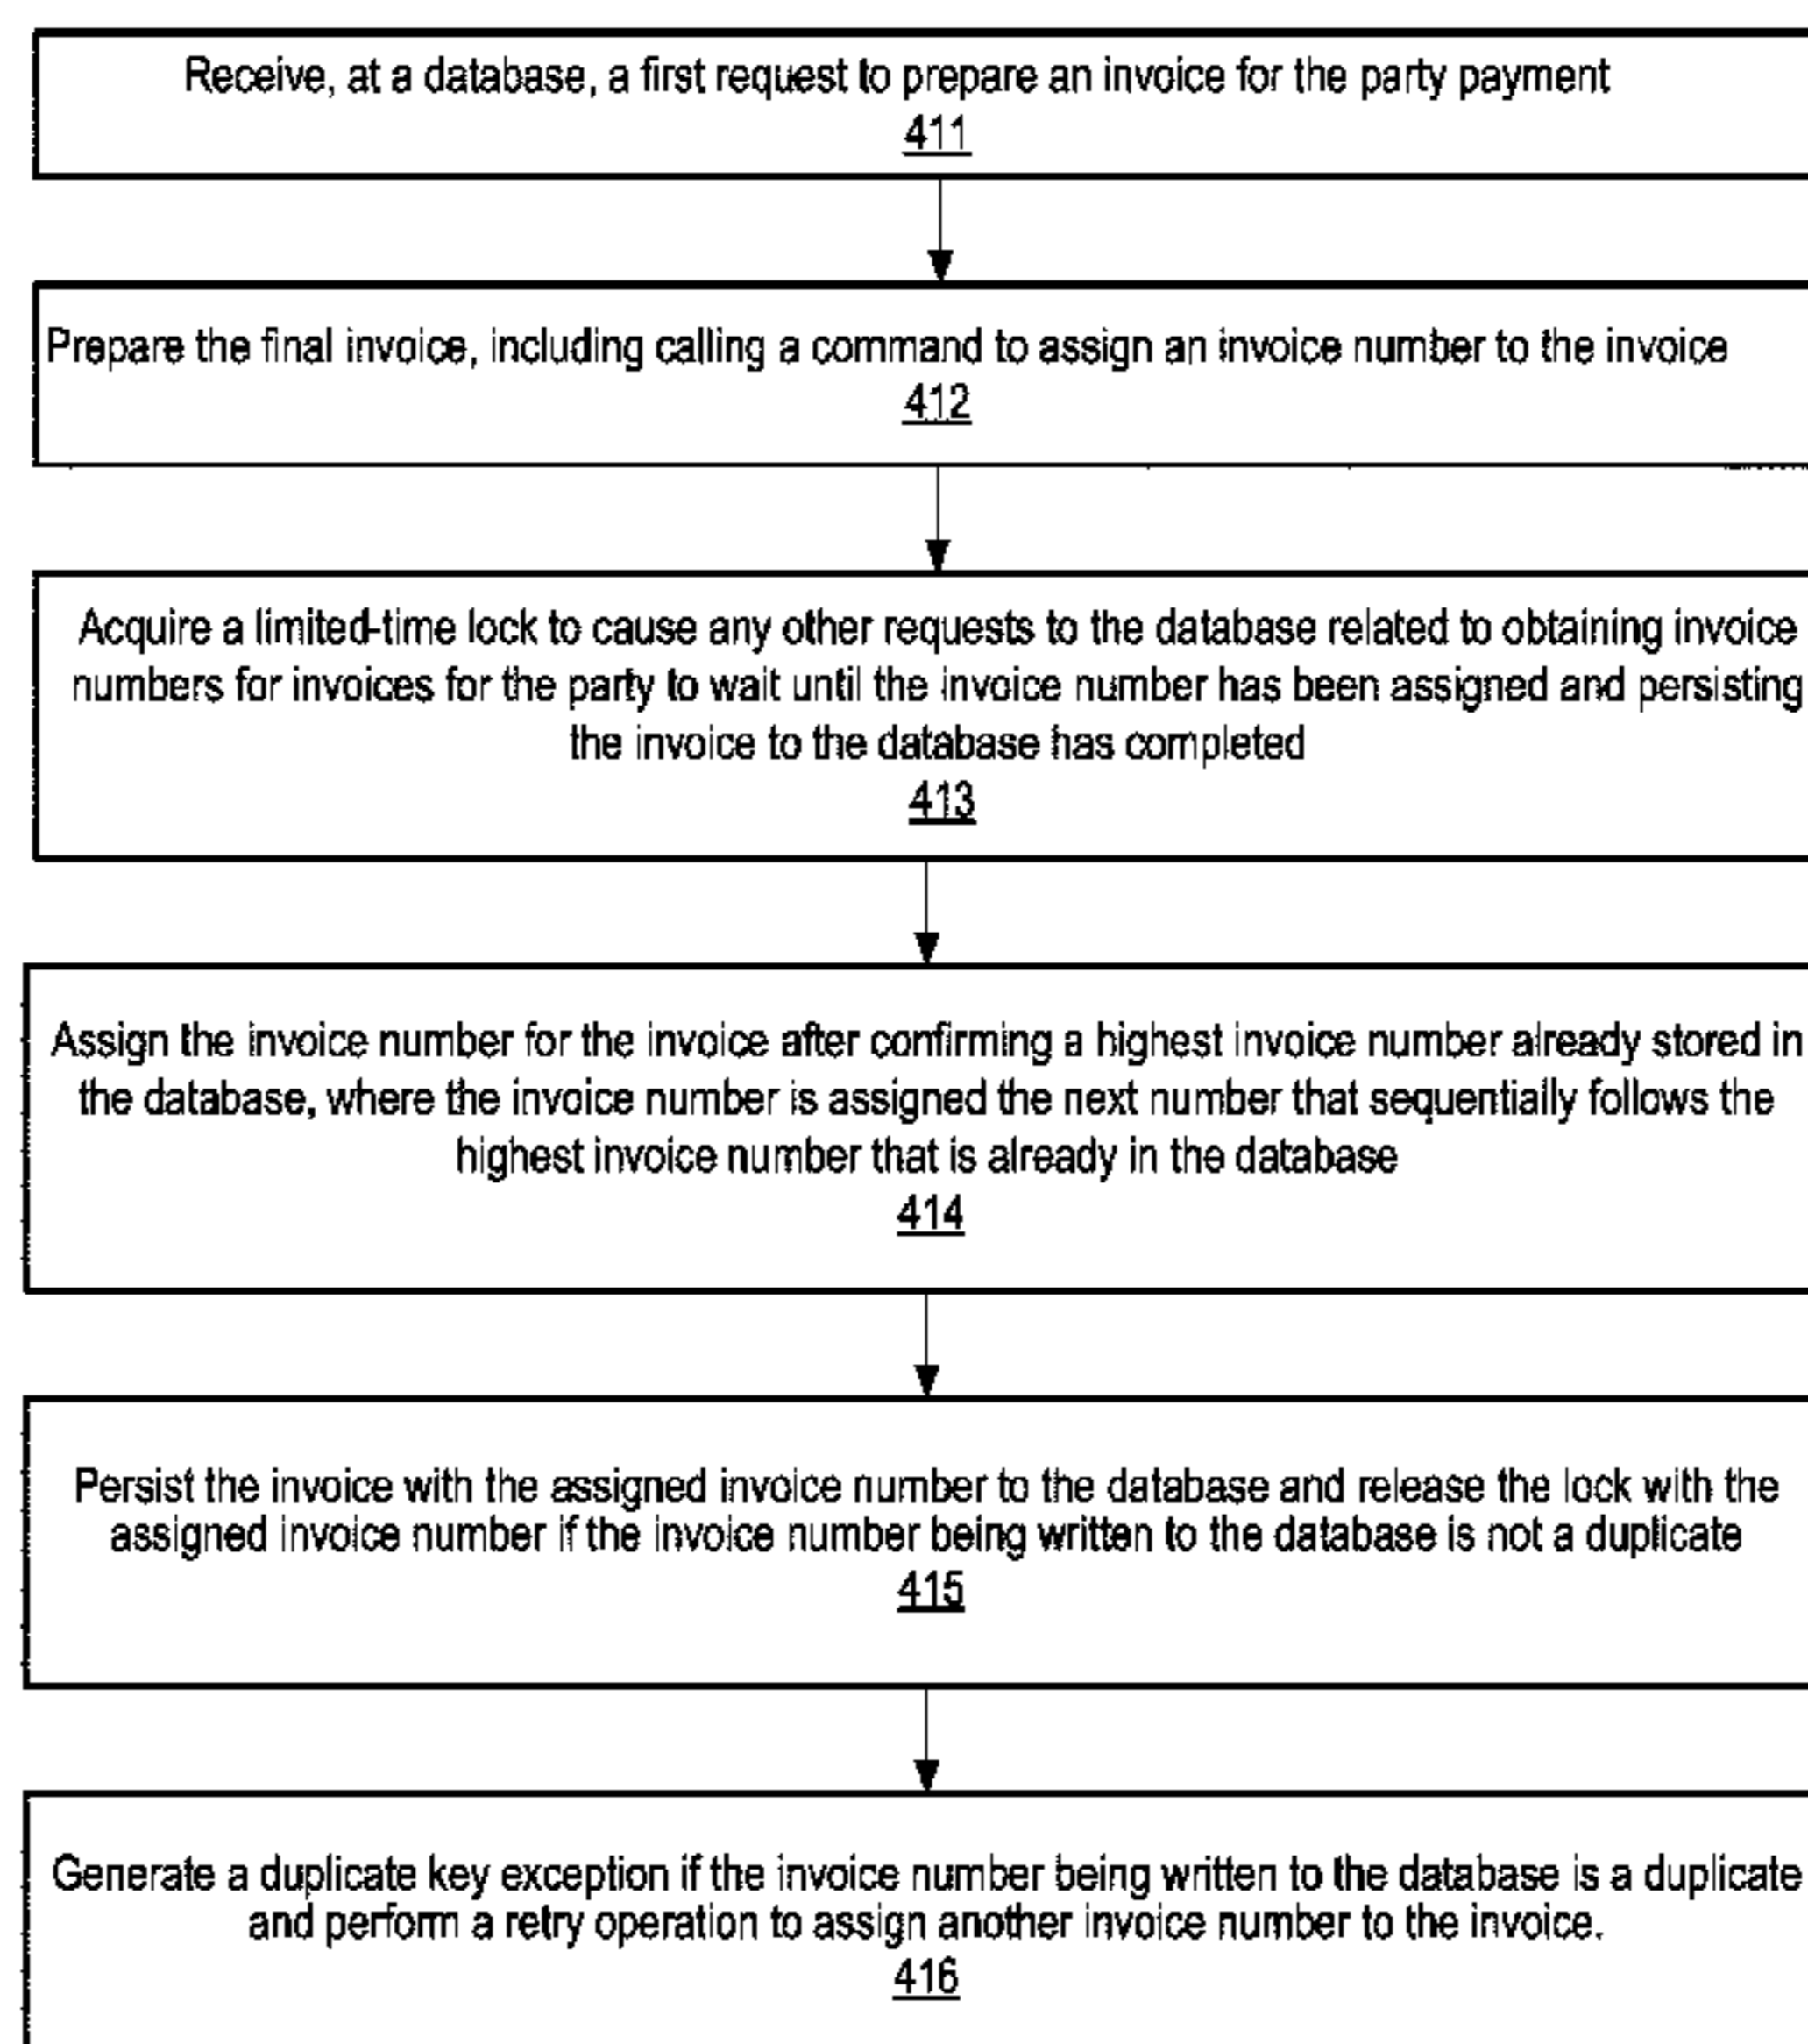 Receive, at a database, a first request to prepare an invoice for the party payment
411
Prepare the final invoice, including calling a command to assign an invoice number to the invoice
412
Acquire a limited-time lock to cause any other requests to the database related to obtaining invoice
numbers for invoices for the party to wait until the invoice number has been assigned and persisting
the invoice to the database has completed
413
Assign the invoice number for the invoice after confirming a highest invoice number already stored in
the database, where the invoice number is assigned the next number that sequentially follows the
highest invoice number that is already in the database
414
Persist the invoice with the assigned invoice number to the database and release the lock with the
assigned invoice number if the invoice number being written to the database is not a duplicate
415
Generate a duplicate key exception if the invoice number being written to the database is a duplicate
and perform a retry operation to assign another invoice number to the invoice.
416